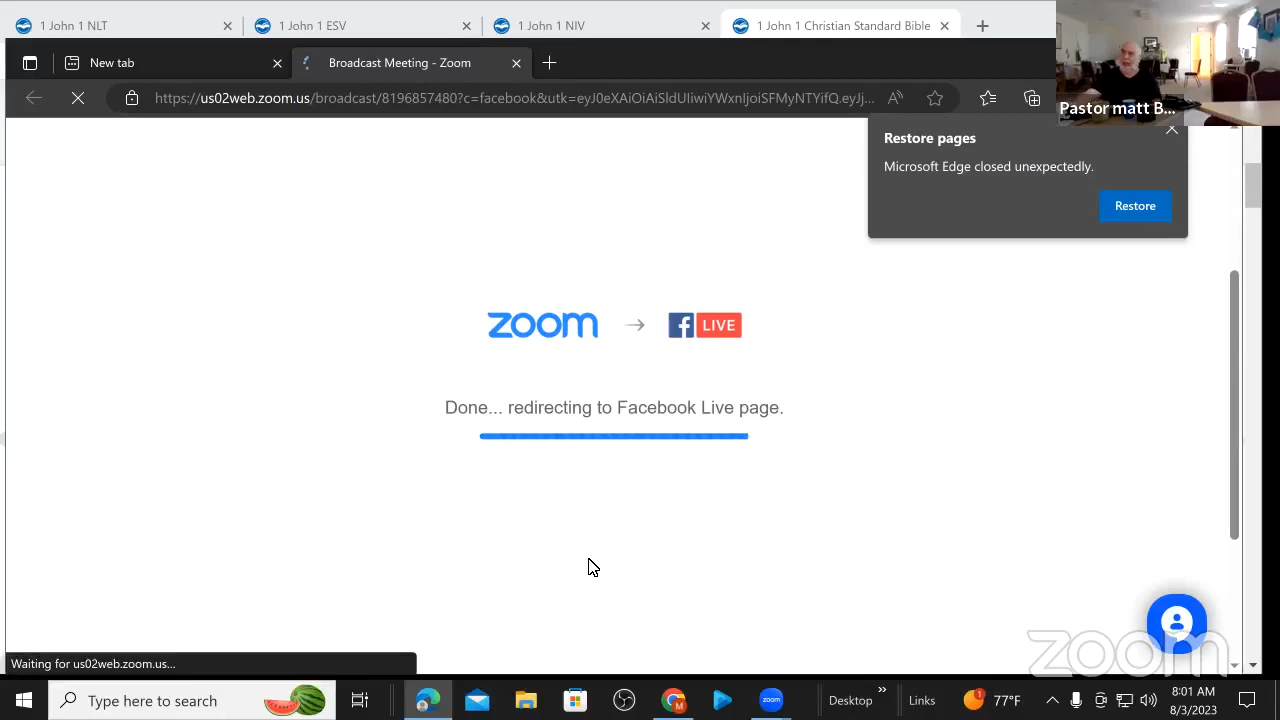 1 John 1 NLT
1 John 1 ESV
1 John 1 NIV
1 John 1 Christian Standard Bible
New tab
Broadcast Meeting - Zoom
https://us02web.zoom.us/broadcast/8196857480?c=facebook&utk=eyJ0eXAiOiAiSldUIiwiYWxnIjoiSFMyNTYifQ.eyJj...
Pastor matt B...
Restore pages
Microsoft Edge closed unexpectedly.
Restore
zoom → f LIVE
Done... redirecting to Facebook Live page.
zoom
Waiting for us02web.zoom.us...
Type here to search
M
zoom
Desktop
Links
1
77°F
8:01 AM
8/3/2023